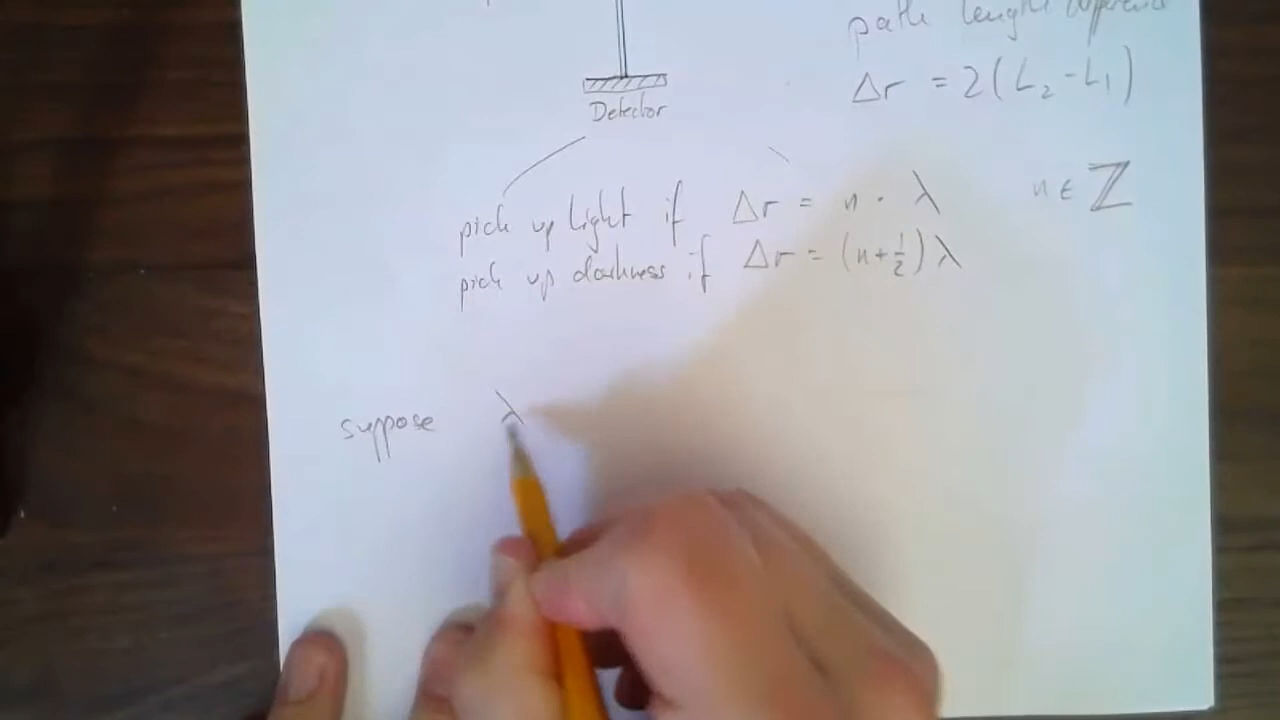 path length
Δr = 2(L₂-L₁)
Detector
pick up light if Δr = n · λ n ∈ ℤ
pick up darkness if Δr = (n+½)λ
suppose λ